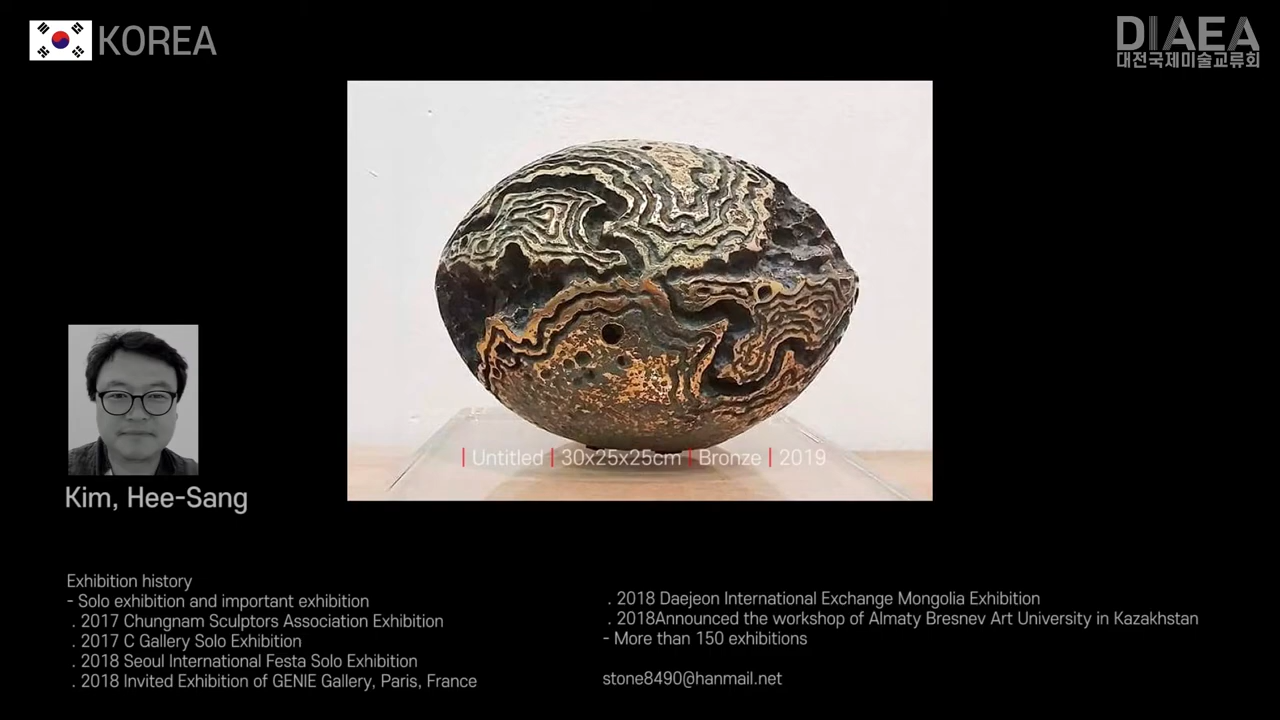 KOREA
DIAEA
대전국제미술교류회
| Untitled | 30x25x25cm | Bronze | 2019
Kim, Hee-Sang
Exhibition history
- Solo exhibition and important exhibition
. 2017 Chungnam Sculptors Association Exhibition
. 2017 C Gallery Solo Exhibition
. 2018 Seoul International Festa Solo Exhibition
. 2018 Invited Exhibition of GENIE Gallery, Paris, France
. 2018 Daejeon International Exchange Mongolia Exhibition
. 2018Announced the workshop of Almaty Bresnev Art University in Kazakhstan
- More than 150 exhibitions
stone8490@hanmail.net